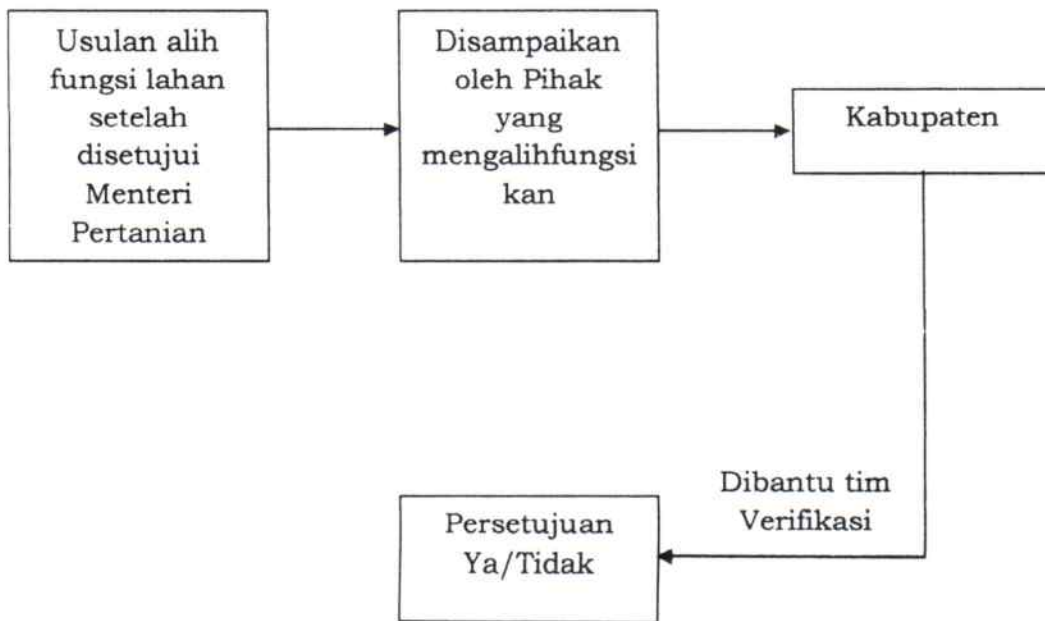 Usulan alih
fungsi lahan
setelah
disetujui
Menteri
Pertanian
Disampaikan
oleh Pihak
yang
mengalihfungsi
kan
Kabupaten
Dibantu tim
Verifikasi
Persetujuan
Ya/Tidak